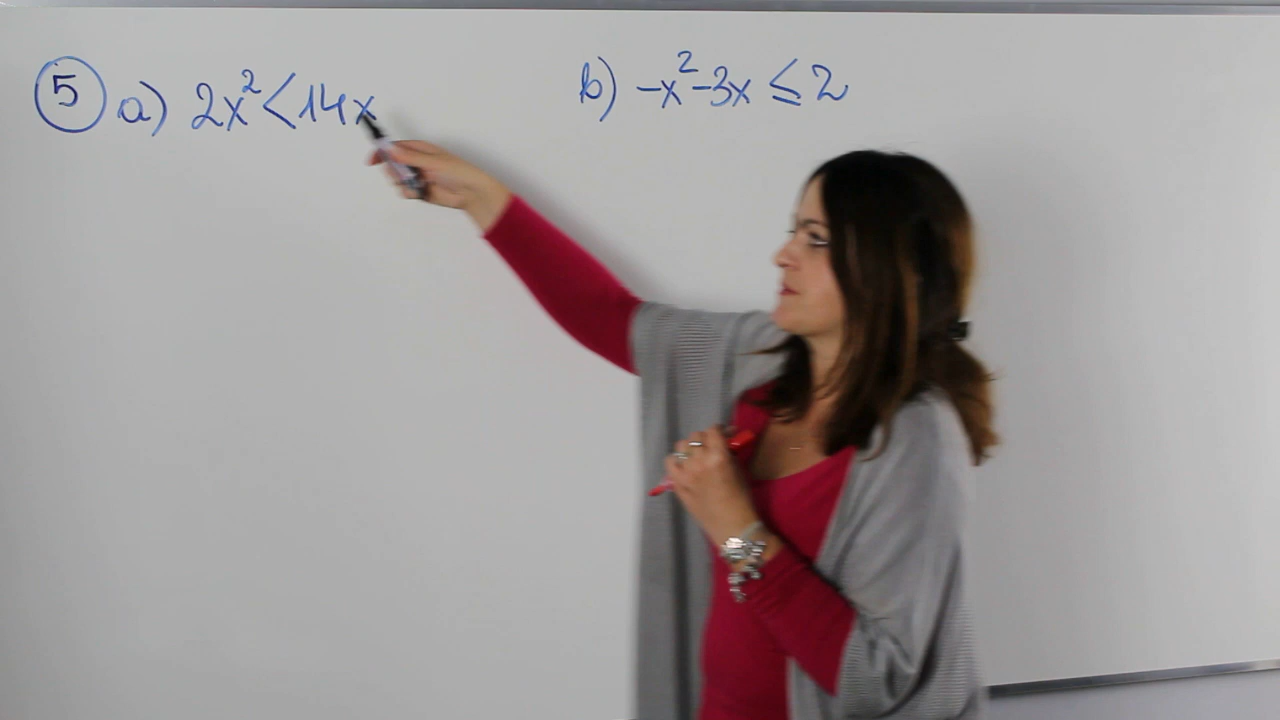 5 a) 2x² < 14x
b) -x² - 3x ≤ 2